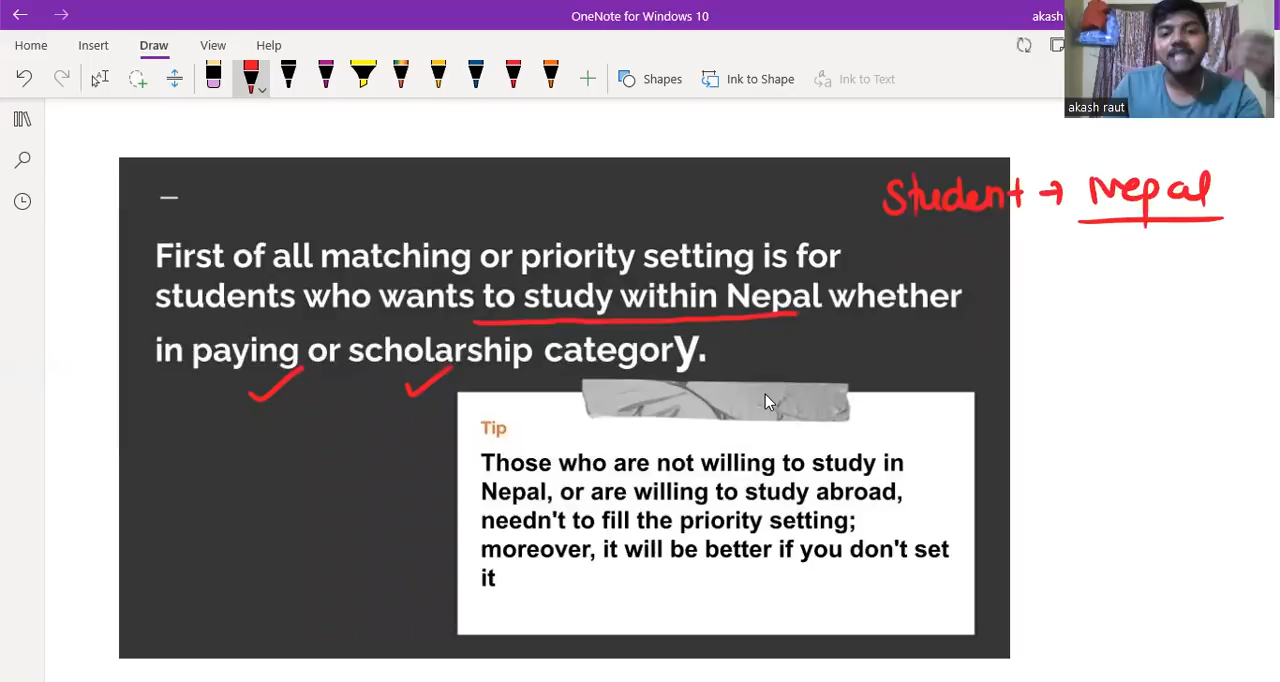 OneNote for Windows 10
akash
Home Insert Draw View Help
Shapes Ink to Shape Ink to Text
akash raut
Student → Nepal
First of all matching or priority setting is for
students who wants to study within Nepal whether
in paying or scholarship category.
Tip
Those who are not willing to study in
Nepal, or are willing to study abroad,
needn't to fill the priority setting;
moreover, it will be better if you don't set
it